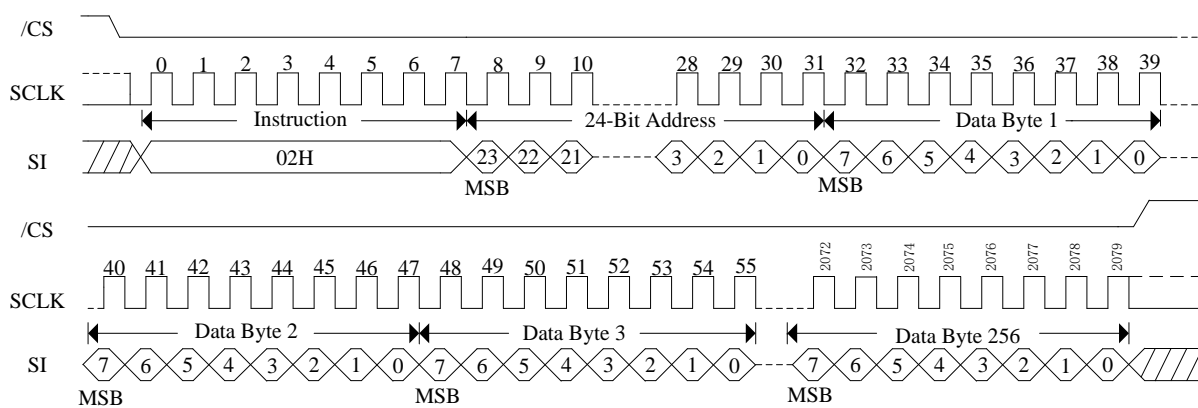 /CS
0 1 2 3 4 5 6 7 8 9 10 28 29 30 31 32 33 34 35 36 37 38 39
SCLK
Instruction 24-Bit Address Data Byte 1
SI 02H 23 22 21 3 2 1 0 7 6 5 4 3 2 1 0
MSB MSB
/CS
40 41 42 43 44 45 46 47 48 49 50 51 52 53 54 55 2072 2073 2074 2075 2076 2077 2078 2079
SCLK
Data Byte 2 Data Byte 3 Data Byte 256
SI 7 6 5 4 3 2 1 0 7 6 5 4 3 2 1 0 7 6 5 4 3 2 1 0
MSB MSB MSB